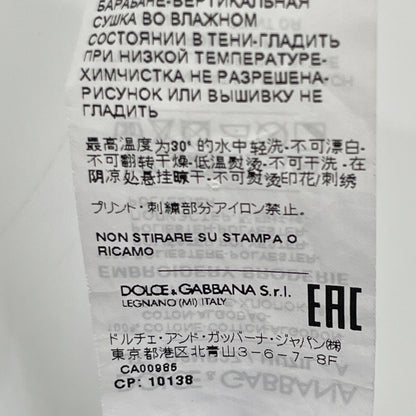 БАРАБАНЕ-ВЕРТИКАЛЬНАЯ
СУШКА ВО ВЛАЖНОМ
СОСТОЯНИИ В ТЕНИ-ГЛАДИТЬ
ПРИ НИЗКОЙ ТЕМПЕРАТУРЕ-
ХИМЧИСТКА НЕ РАЗРЕШЕНА-
РИСУНОК ИЛИ ВЫШИВКУ НЕ
ГЛАДИТЬ
最高温度为30°的水中轻洗-不可漂白-
不可翻转干燥-低温熨烫-不可干洗-在
阴凉处悬挂晾干-不可熨烫印花/刺绣
プリント・刺繍部分アイロン禁止。
NON STIRARE SU STAMPA O
RICAMO
DOLCE & GABBANA S.r.l.
LEGNANO (MI) ITALY
EAC
ドルチェ・アンド・ガッバーナ・ジャパン(株)
東京都港区北青山3-6-7-8F
CA00985
CP: 10138